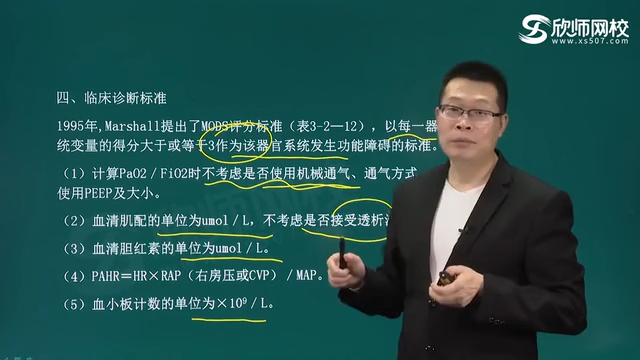 欣师网校
www.xs507.com
四、临床诊断标准
1995年,Marshall提出了MODS评分标准（表3-2—12），以每一器
统变量的得分大于或等于3作为该器官系统发生功能障碍的标准。
（1）计算PaO2／FiO2时不考虑是否使用机械通气、通气方式
使用PEEP及大小。
（2）血清肌配的单位为umol／L，不考虑是否接受透析
（3）血清胆红素的单位为umol／L。
（4）PAHR＝HR×RAP（右房压或CVP）／MAP。
（5）血小板计数的单位为×10⁹／L。